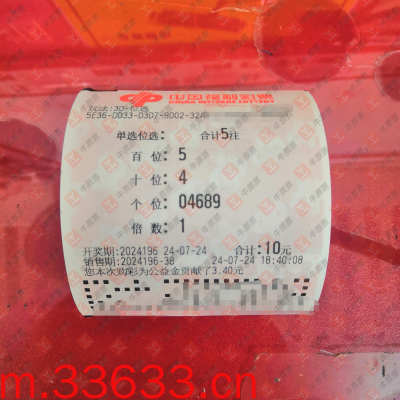 中国福利彩票
CHINA WELFARE LOTTERY
单选位选: 合计5注
百 位: 5
十 位: 4
个 位: 04689
倍 数: 1
开奖期:2024196 24-07-24 合计:10元
销售期:2024196-38 24-07-24 18:40:08
您本次购彩为公益金贡献了3.40元
m.33633.cn